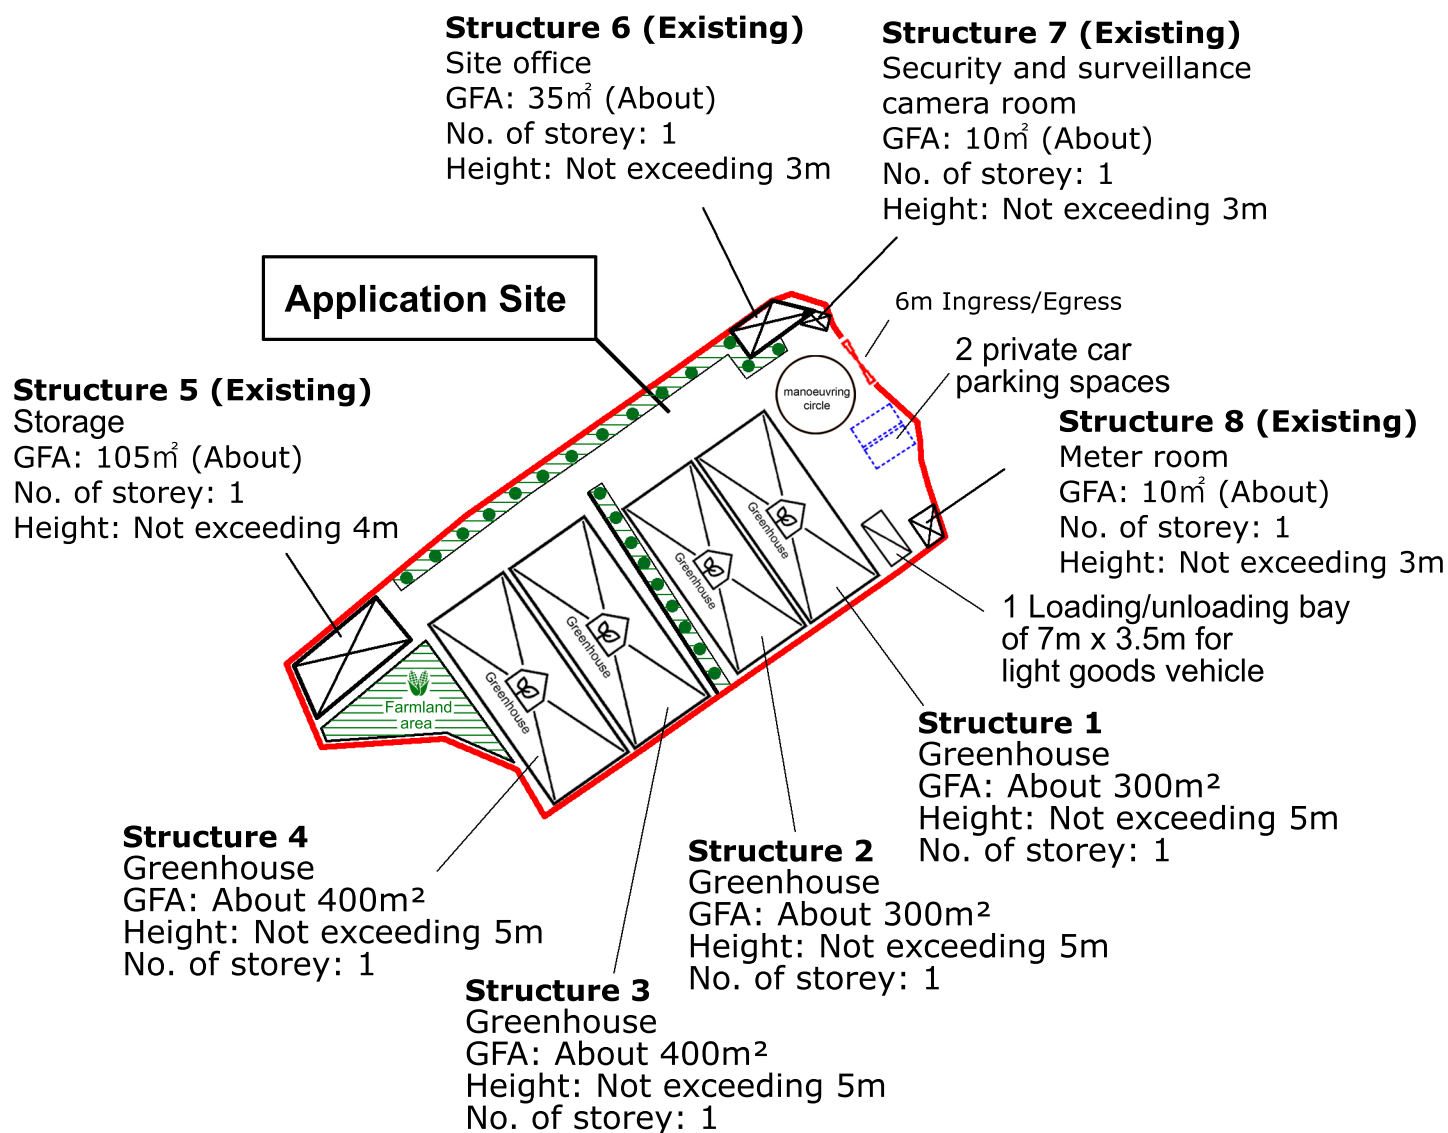 Structure 6 (Existing)
Site office
GFA: 35㎡ (About)
No. of storey: 1
Height: Not exceeding 3m
Structure 7 (Existing)
Security and surveillance
camera room
GFA: 10㎡ (About)
No. of storey: 1
Height: Not exceeding 3m
Application Site
6m Ingress/Egress
2 private car
parking spaces
manoeuvring
circle
Structure 5 (Existing)
Storage
GFA: 105㎡ (About)
No. of storey: 1
Height: Not exceeding 4m
Structure 8 (Existing)
Meter room
GFA: 10㎡ (About)
No. of storey: 1
Height: Not exceeding 3m
Greenhouse
Greenhouse
Greenhouse
Greenhouse
Farmland
area
1 Loading/unloading bay
of 7m x 3.5m for
light goods vehicle
Structure 1
Greenhouse
GFA: About 300m²
Height: Not exceeding 5m
No. of storey: 1
Structure 4
Greenhouse
GFA: About 400m²
Height: Not exceeding 5m
No. of storey: 1
Structure 2
Greenhouse
GFA: About 300m²
Height: Not exceeding 5m
No. of storey: 1
Structure 3
Greenhouse
GFA: About 400m²
Height: Not exceeding 5m
No. of storey: 1